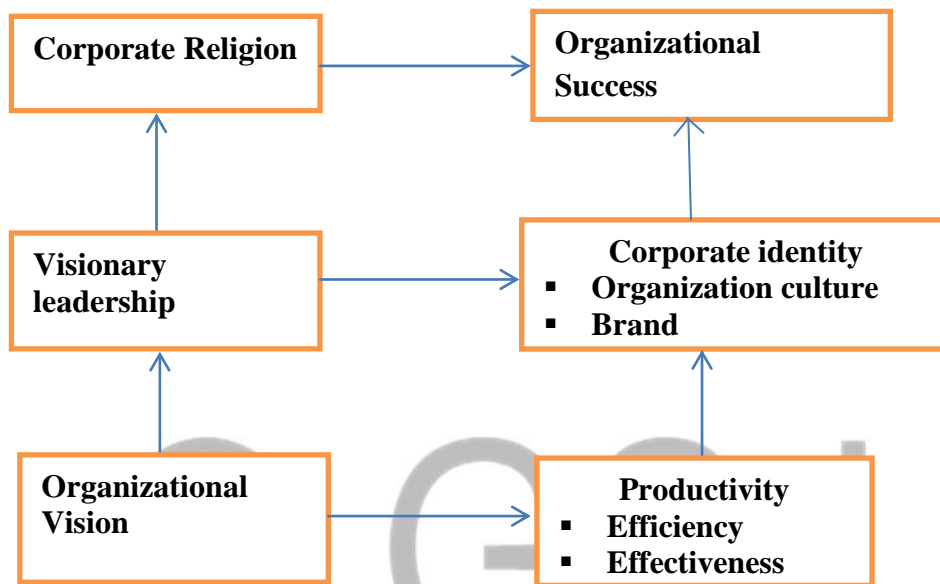 Corporate Religion
Organizational
Success
Visionary
leadership
Corporate identity
▪ Organization culture
▪ Brand
Organizational
Vision
Productivity
▪ Efficiency
▪ Effectiveness